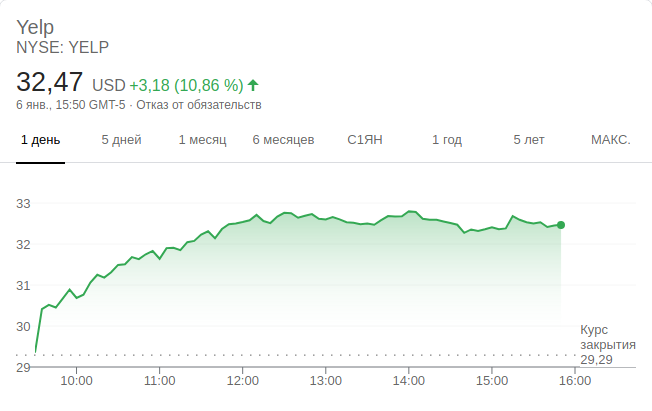 Yelp
NYSE: YELP
32,47 USD +3,18 (10,86 %)
6 янв., 15:50 GMT-5 · Отказ от обязательств
1 день 5 дней 1 месяц 6 месяцев С1ЯН 1 год 5 лет МАКС.
33
32
31
30
29
Курс
закрытия
29,29
10:00 11:00 12:00 13:00 14:00 15:00 16:00